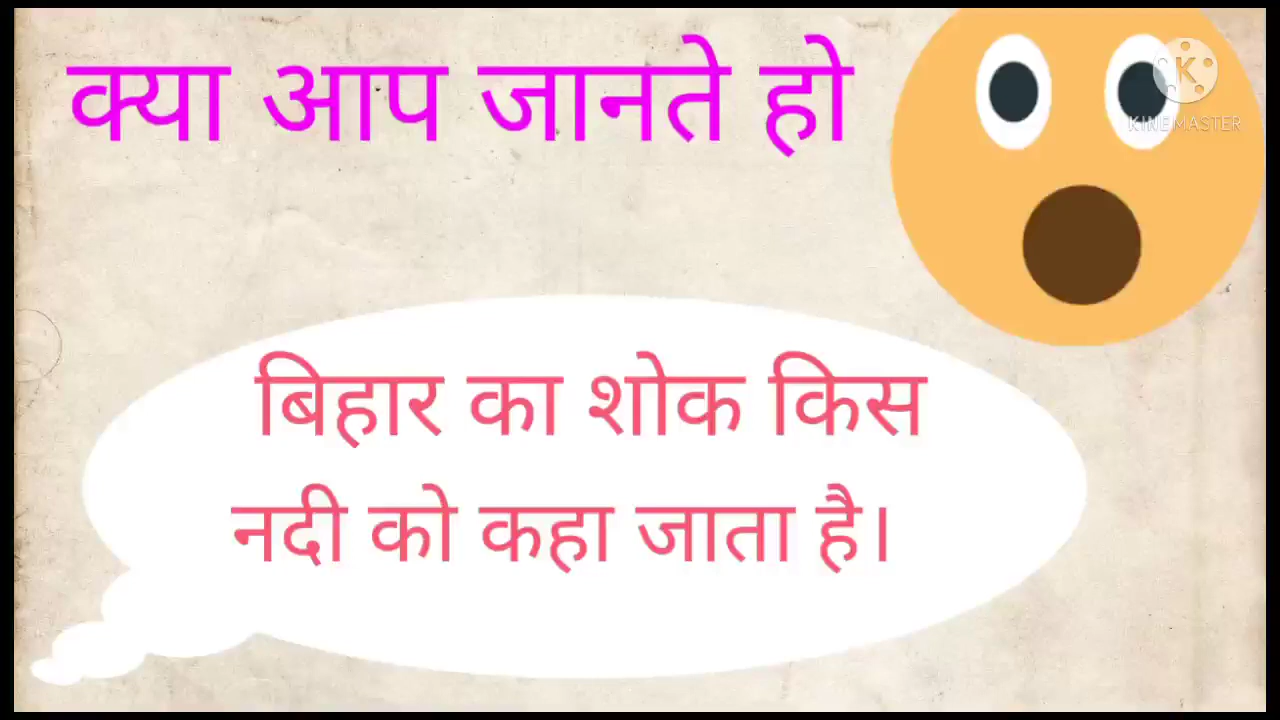 क्या आप जानते हो
KINEMASTER
बिहार का शोक किस
नदी को कहा जाता है।